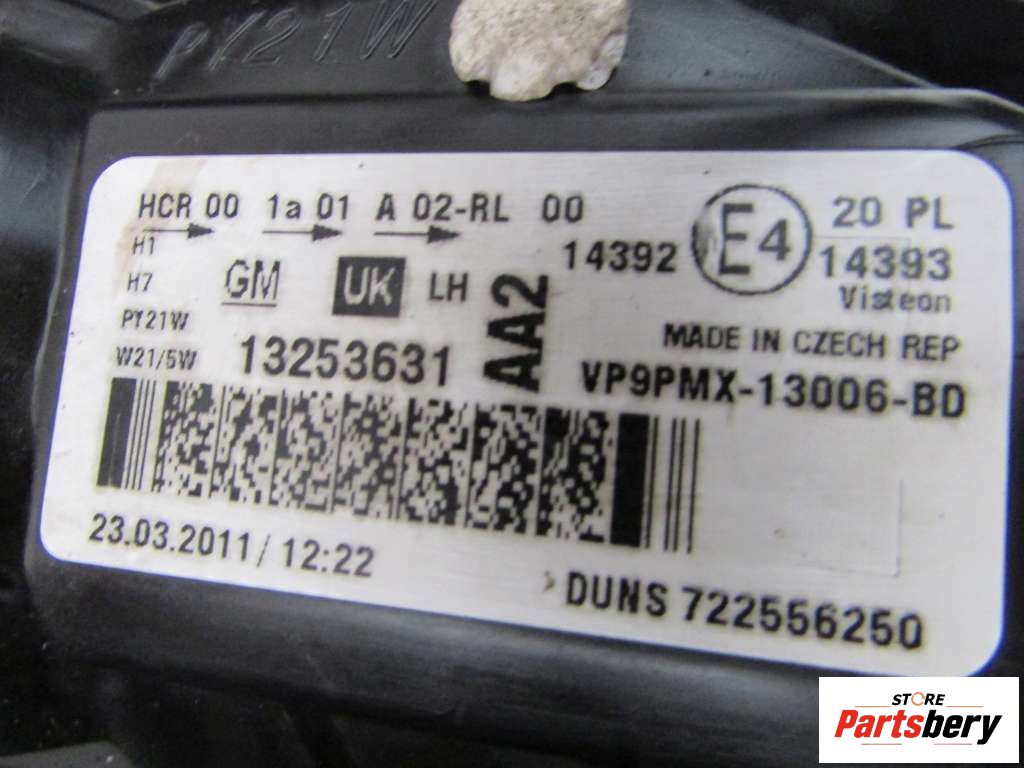 PY21W
HCR 00 1a 01 A 02-RL 00
14392
E4
20 PL
14393
Visteon
H1
H7
PY21W
W21/5W
GM
UK
LH
AA2
MADE IN CZECH REP
13253631
VP9PMX-13006-BD
23.03.2011 / 12:22
DUNS 722556250
STORE
Partsbery